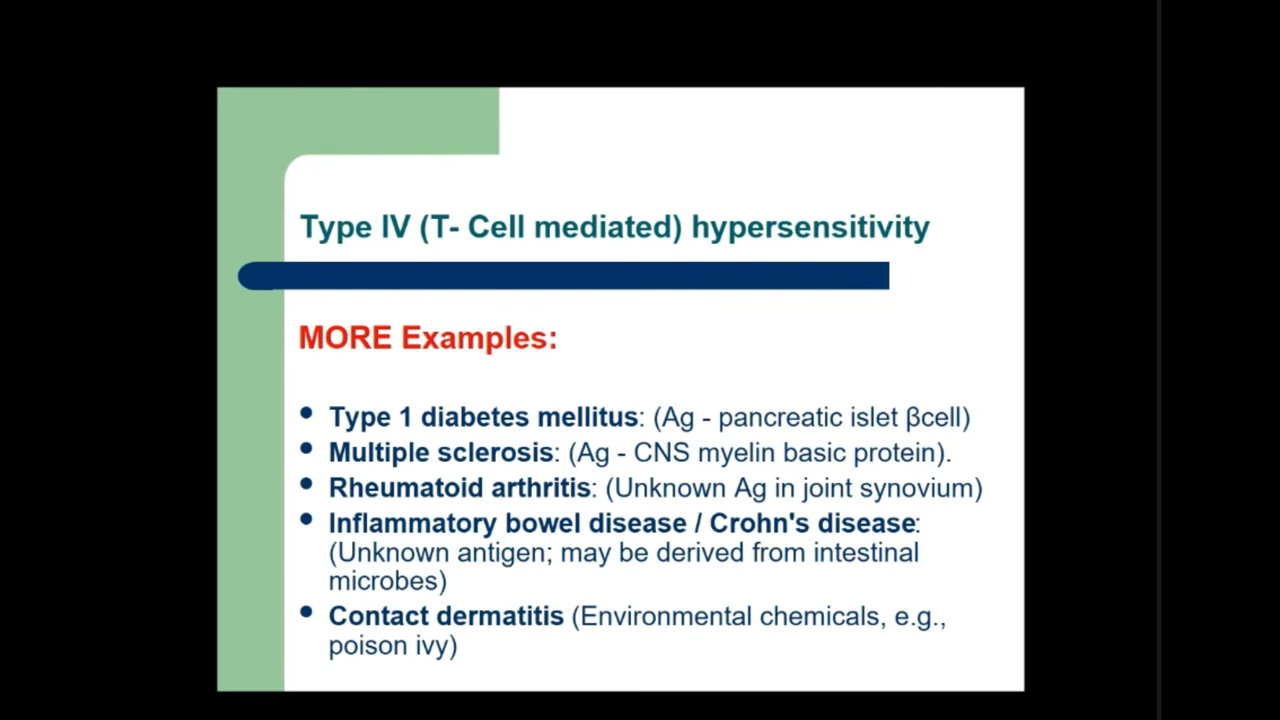 Type IV (T- Cell mediated) hypersensitivity
MORE Examples:
• Type 1 diabetes mellitus: (Ag - pancreatic islet βcell)
• Multiple sclerosis: (Ag - CNS myelin basic protein).
• Rheumatoid arthritis: (Unknown Ag in joint synovium)
• Inflammatory bowel disease / Crohn's disease:
(Unknown antigen; may be derived from intestinal
microbes)
• Contact dermatitis (Environmental chemicals, e.g.,
poison ivy)